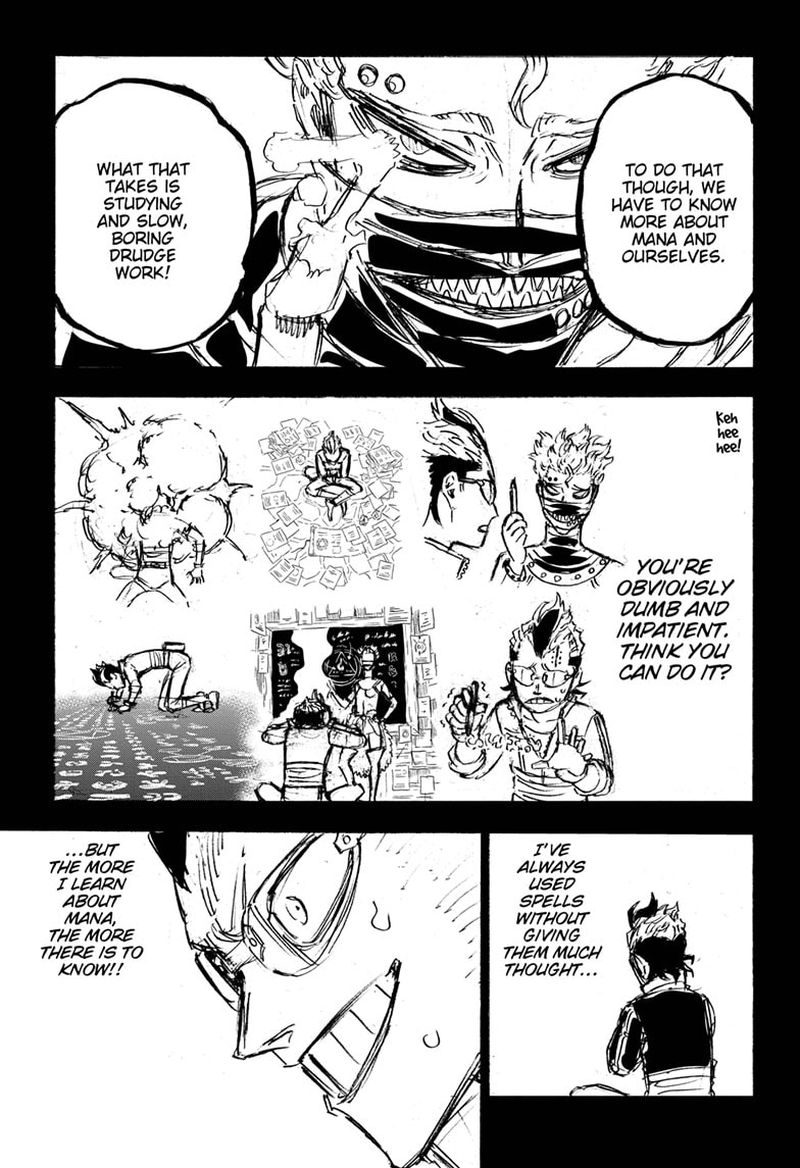 TO DO THAT
THOUGH, WE
HAVE TO KNOW
MORE ABOUT
MANA AND
OURSELVES.
WHAT THAT
TAKES IS
STUDYING
AND SLOW,
BORING
DRUDGE
WORK!
Keh
hee
hee!
YOU'RE
OBVIOUSLY
DUMB AND
IMPATIENT.
THINK YOU
CAN DO IT?
I'VE
ALWAYS
USED
SPELLS
WITHOUT
GIVING
THEM MUCH
THOUGHT...
...BUT
THE MORE
I LEARN
ABOUT
MANA,
THE MORE
THERE IS TO
KNOW!!